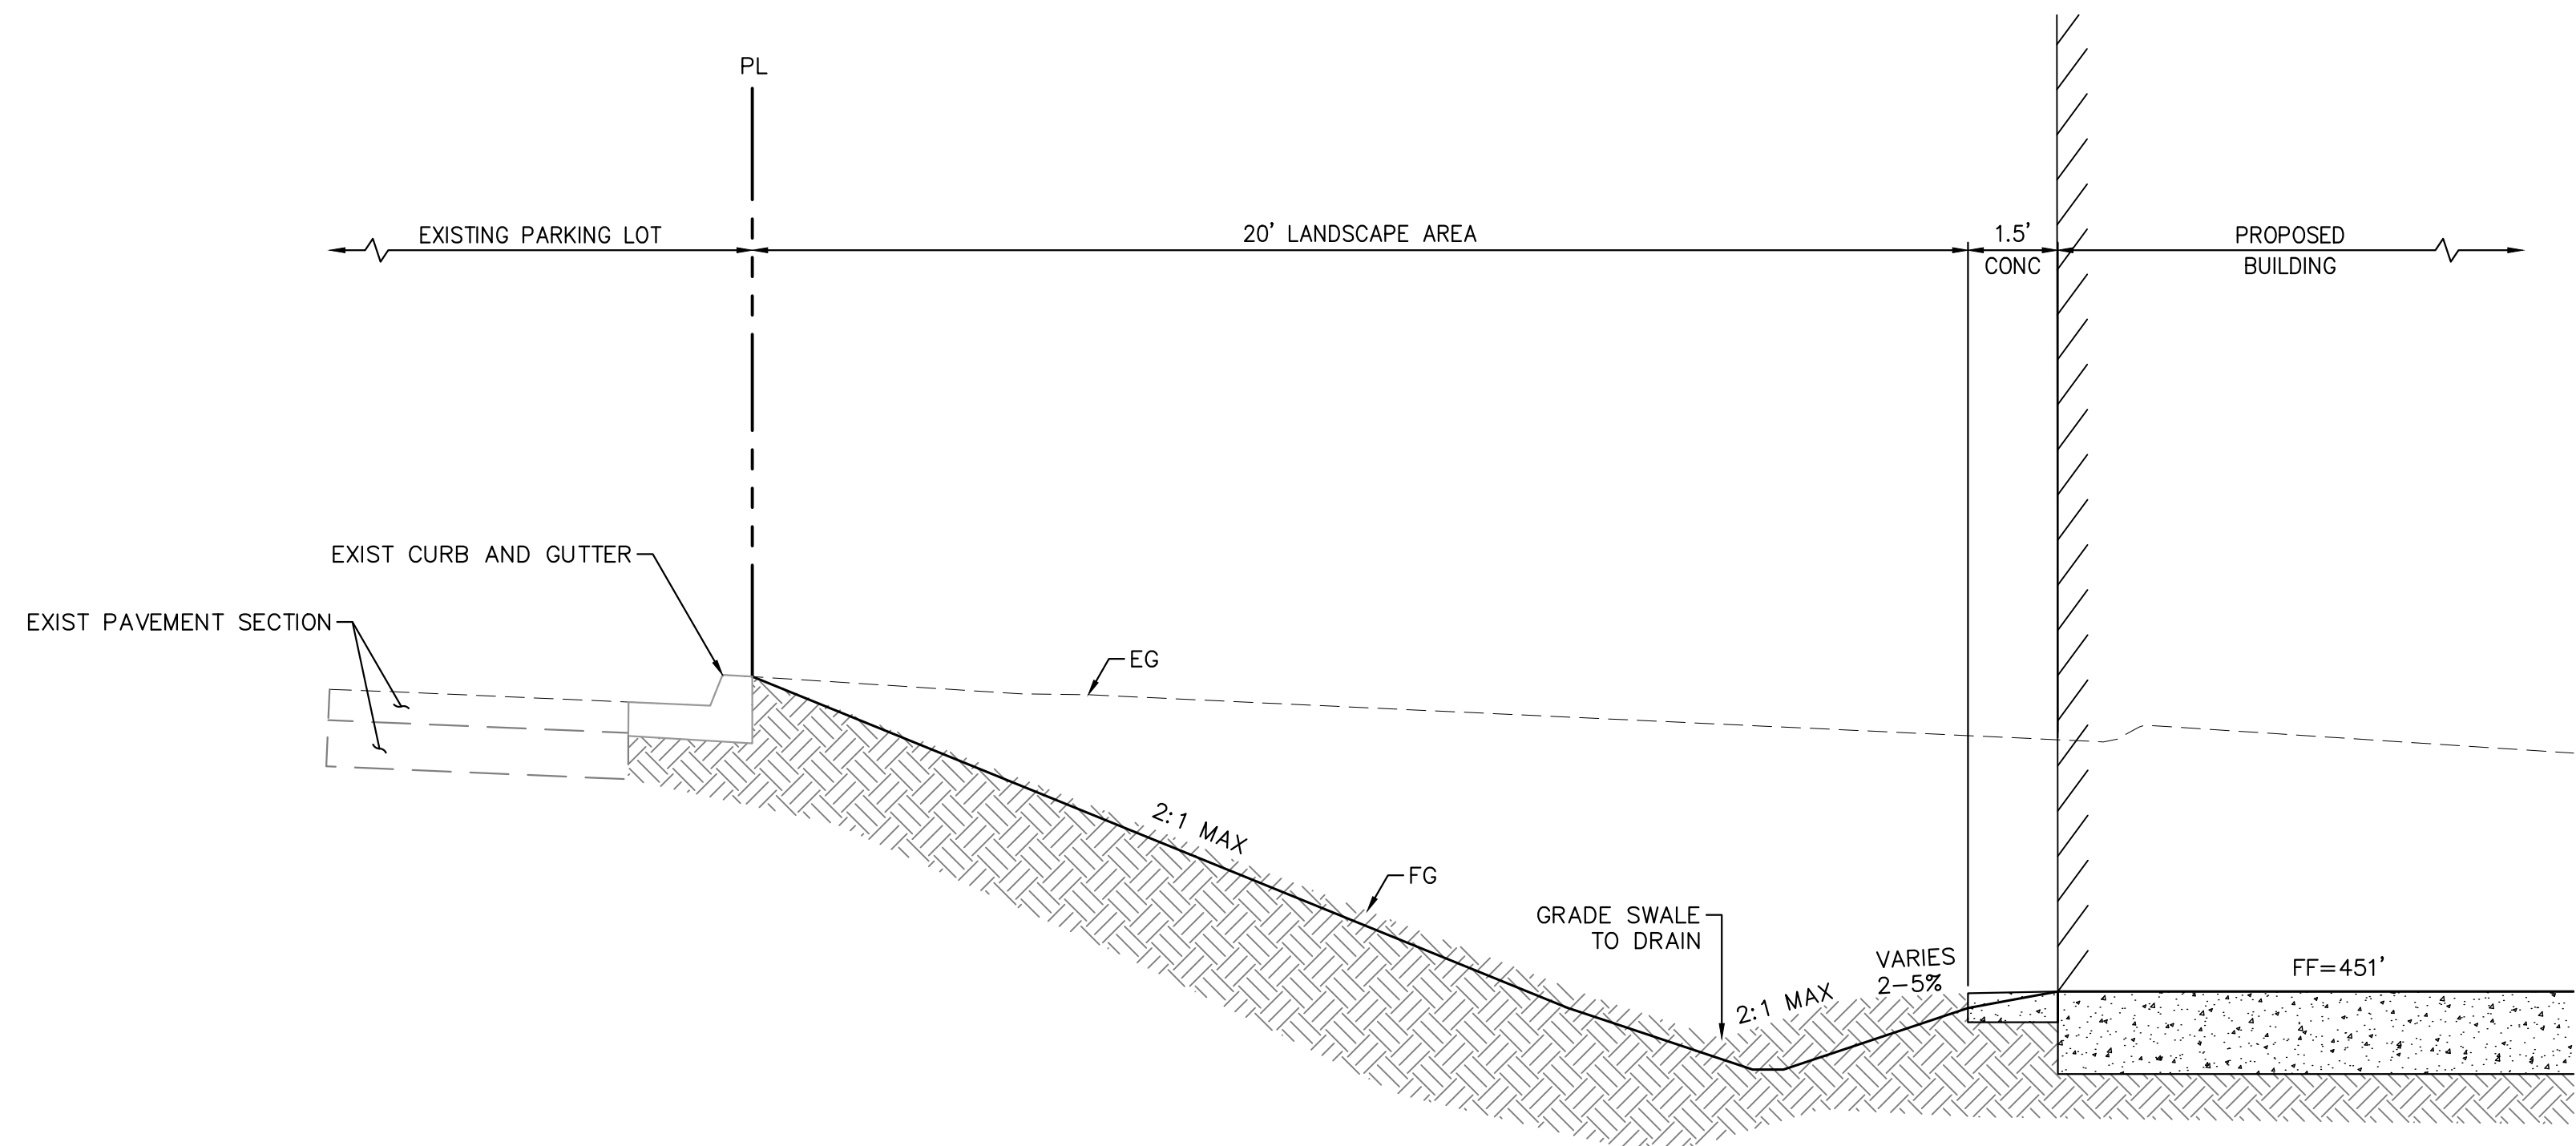 PL
EXISTING PARKING LOT
20' LANDSCAPE AREA
1.5'
CONC
PROPOSED
BUILDING
EXIST CURB AND GUTTER
EXIST PAVEMENT SECTION
EG
2:1 MAX
FG
GRADE SWALE
TO DRAIN
2:1 MAX
VARIES
2-5%
FF=451'